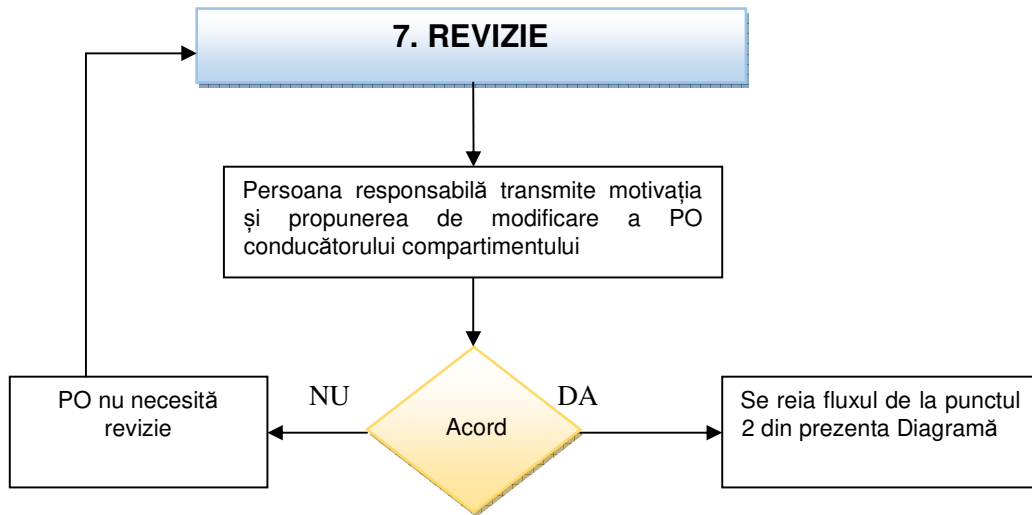 7. REVIZIE
Persoana responsabilă transmite motivația
și propunerea de modificare a PO
conducătorului compartimentului
NU
DA
PO nu necesită
revizie
Acord
Se reia fluxul de la punctul
2 din prezenta Diagramă